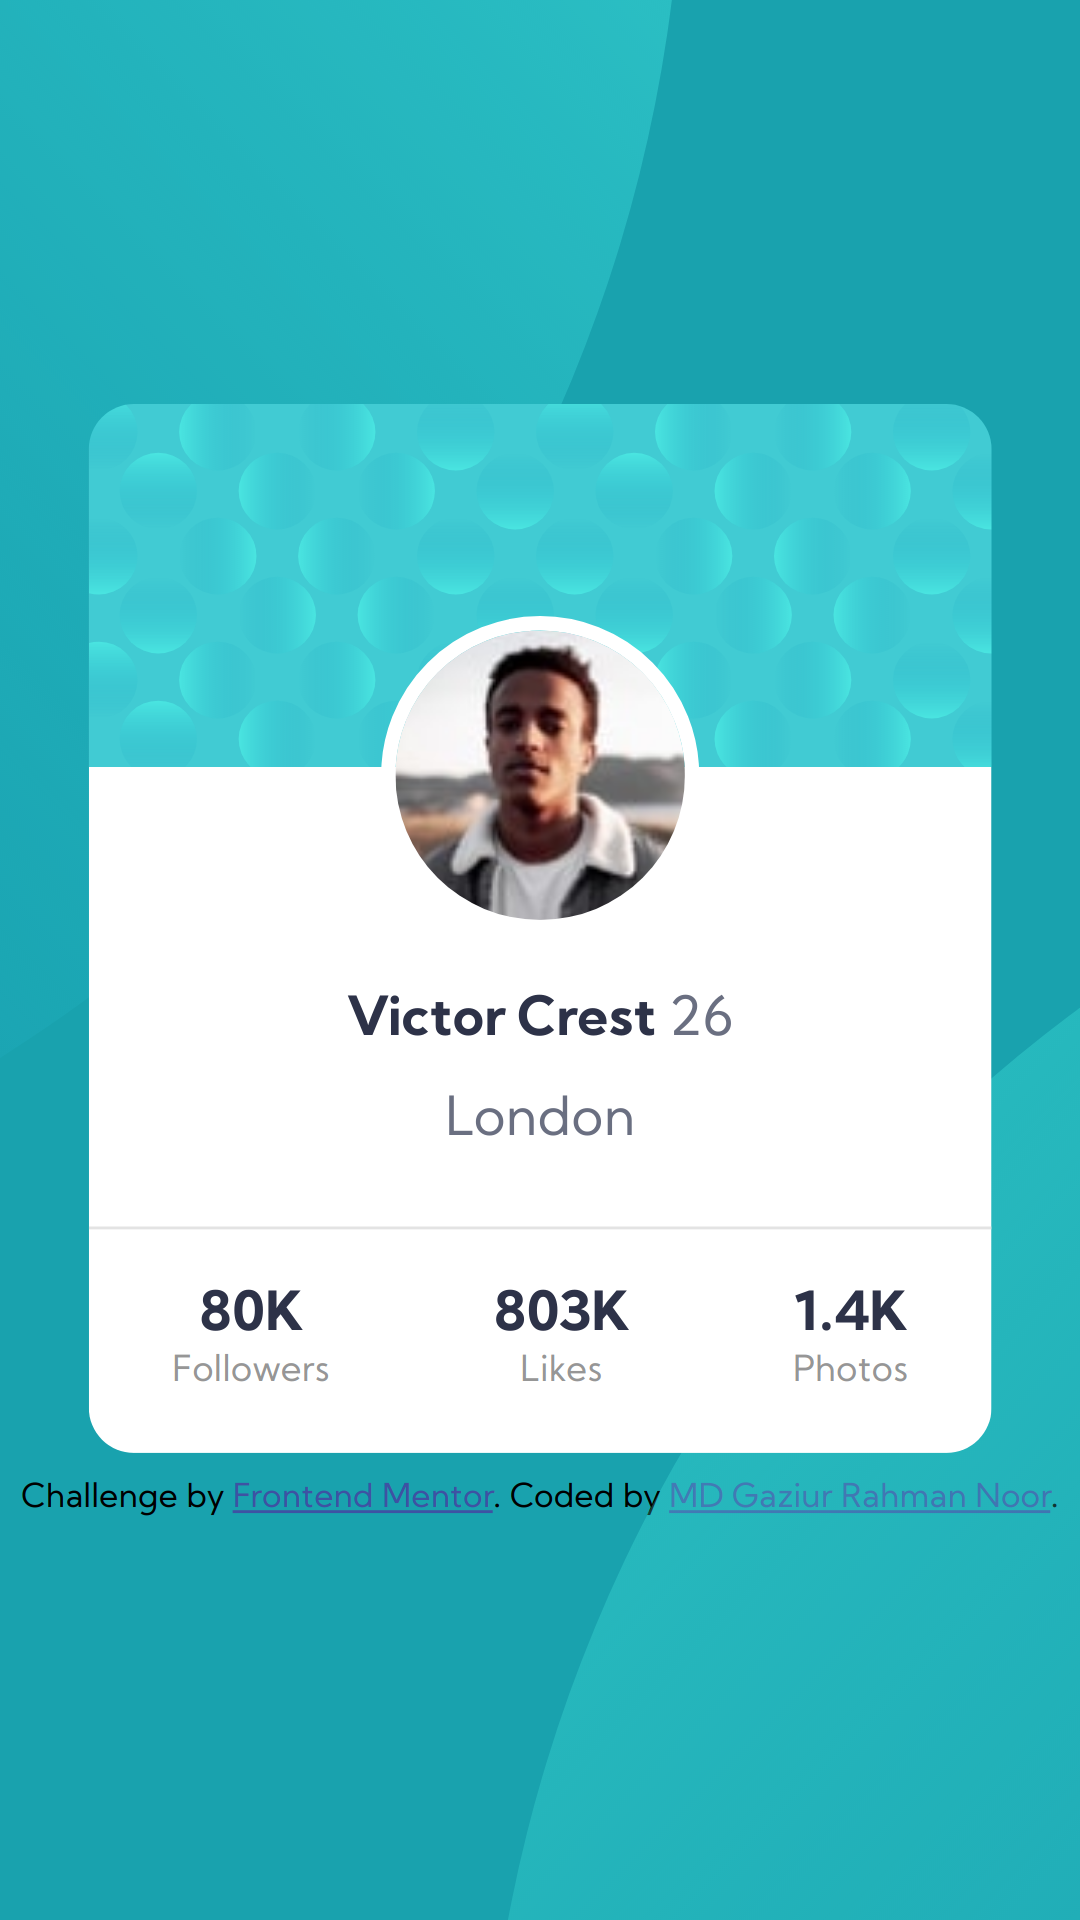 Victor Crest 26
London
80K 803K 1.4K
Followers Likes Photos
Challenge by Frontend Mentor. Coded by MD Gaziur Rahman Noor.